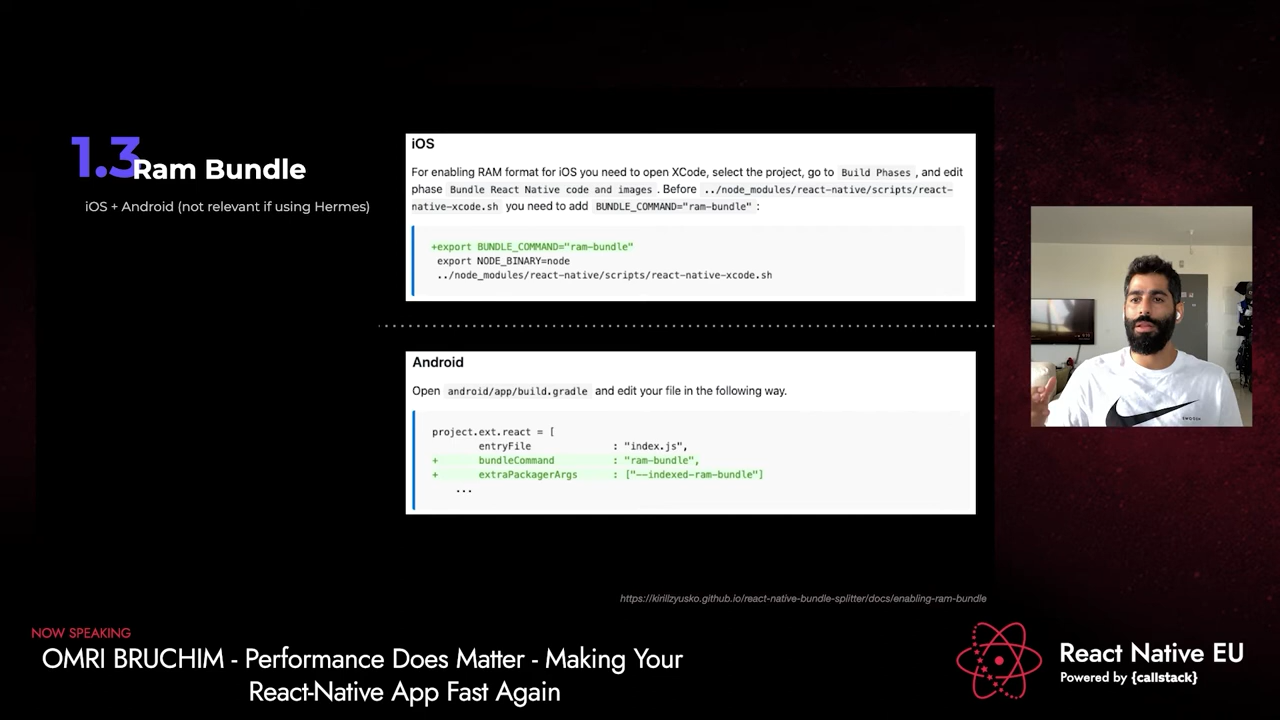 1.3 Ram Bundle
iOS + Android (not relevant if using Hermes)
iOS
For enabling RAM format for iOS you need to open XCode, select the project, go to Build Phases , and edit
phase Bundle React Native code and images . Before ../node_modules/react-native/scripts/react-
native-xcode.sh you need to add BUNDLE_COMMAND="ram-bundle" :
+export BUNDLE_COMMAND="ram-bundle"
export NODE_BINARY=node
../node_modules/react-native/scripts/react-native-xcode.sh
Android
Open android/app/build.gradle and edit your file in the following way.
project.ext.react = [
entryFile : "index.js",
+ bundleCommand : "ram-bundle",
+ extraPackagerArgs : ["--indexed-ram-bundle"]
...
https://kirillzyusko.github.io/react-native-bundle-splitter/docs/enabling-ram-bundle
NOW SPEAKING
OMRI BRUCHIM - Performance Does Matter - Making Your
React-Native App Fast Again
React Native EU
Powered by {callstack}